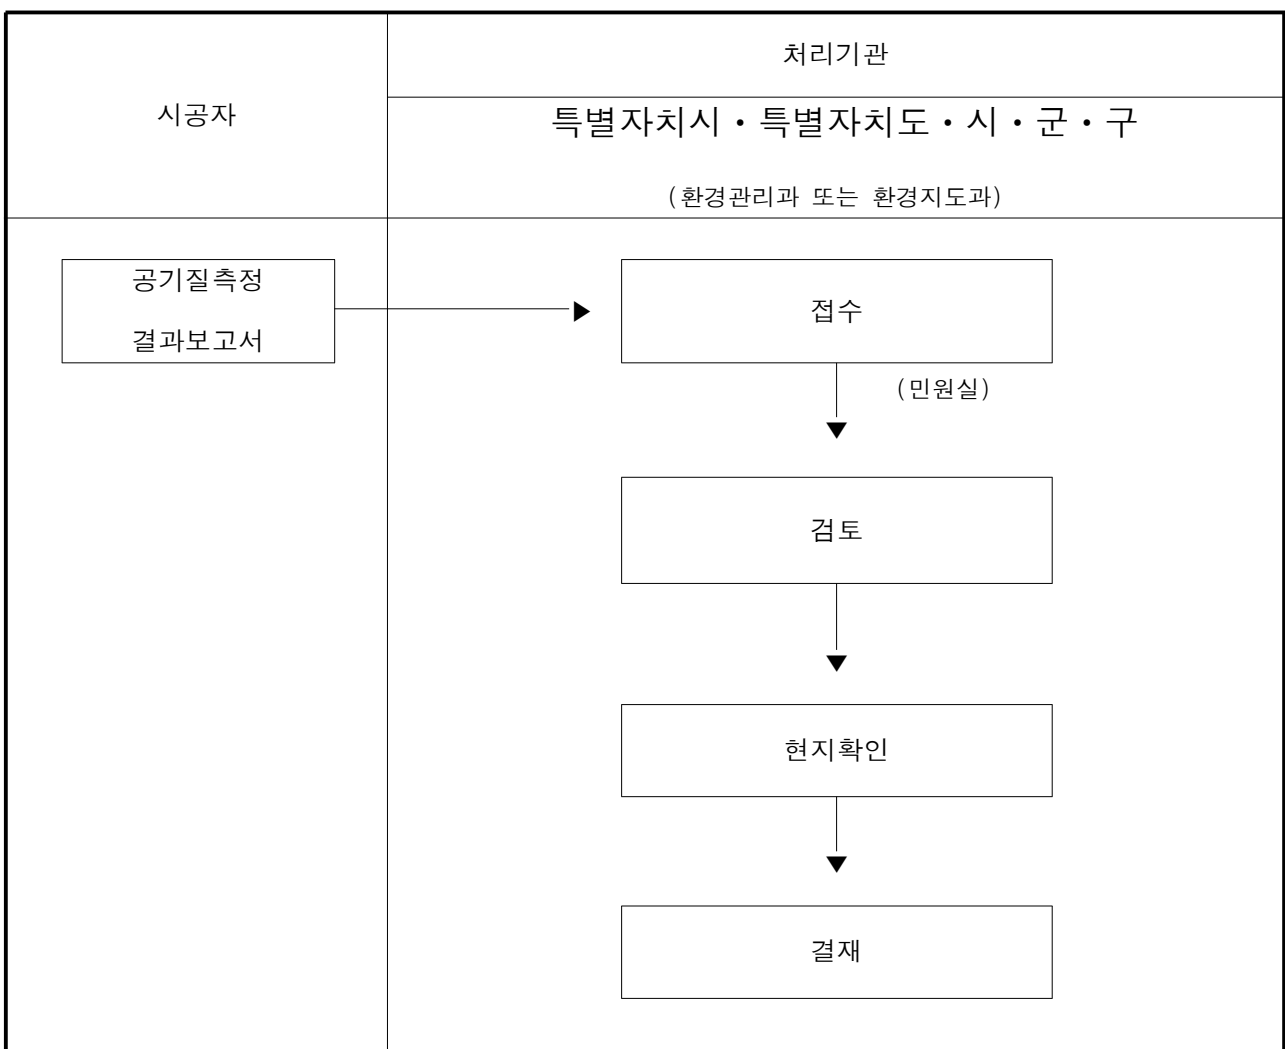 시공자
처리기관
특별자치시·특별자치도·시·군·구
(환경관리과 또는 환경지도과)
공기질측정
결과보고서
접수
(민원실)
검토
현지확인
결재